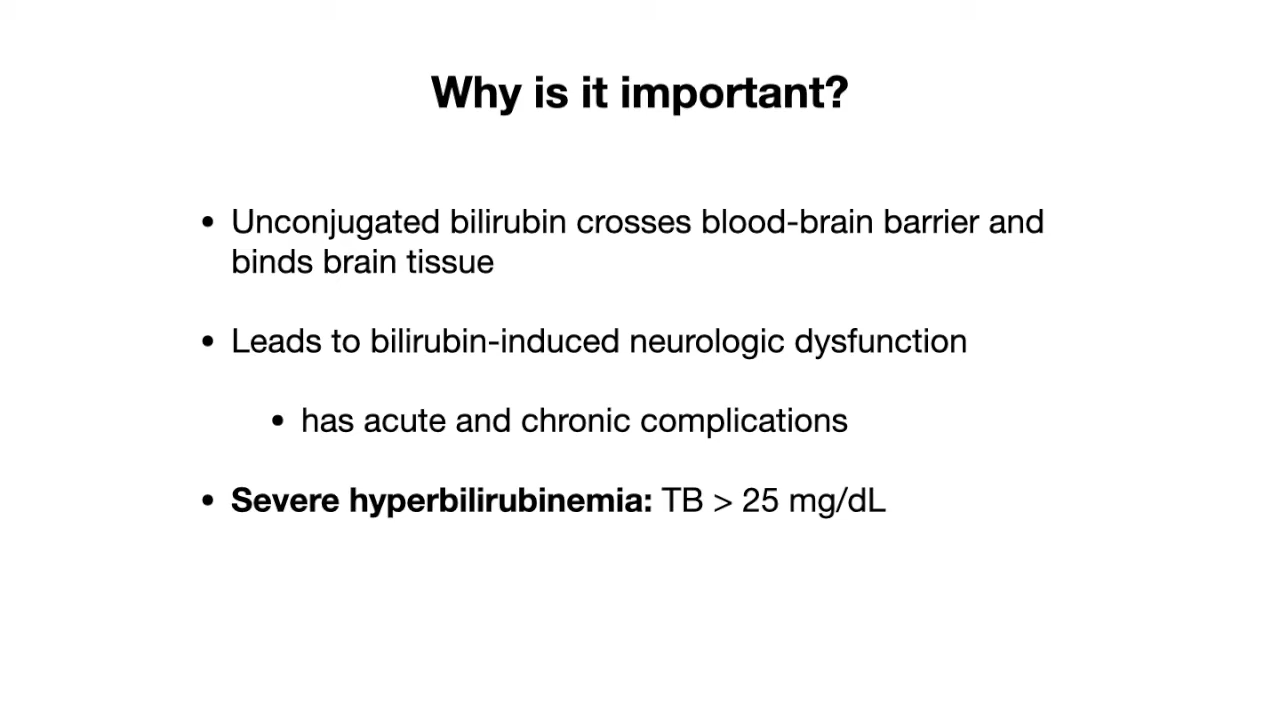 Why is it important?
• Unconjugated bilirubin crosses blood-brain barrier and
binds brain tissue
• Leads to bilirubin-induced neurologic dysfunction
• has acute and chronic complications
• Severe hyperbilirubinemia: TB > 25 mg/dL